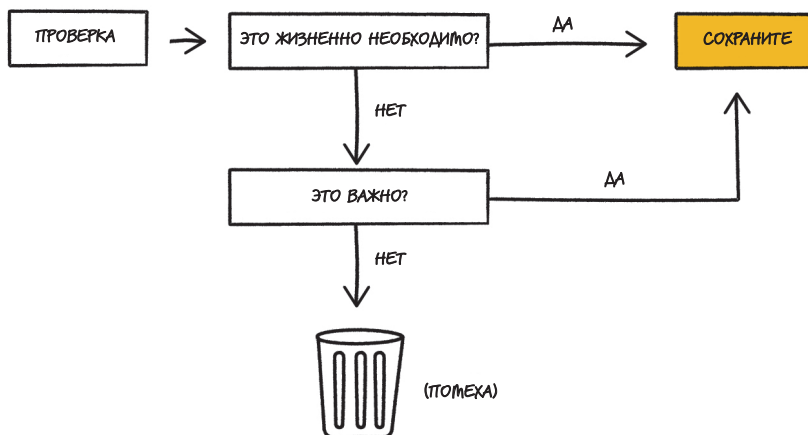 ПРОВЕРКА
ЭТО ЖИЗНЕННО НЕОБХОДИМО?
ДА
СОХРАНИТЕ
НЕТ
ЭТО ВАЖНО?
ДА
НЕТ
(ПОМЕХА)